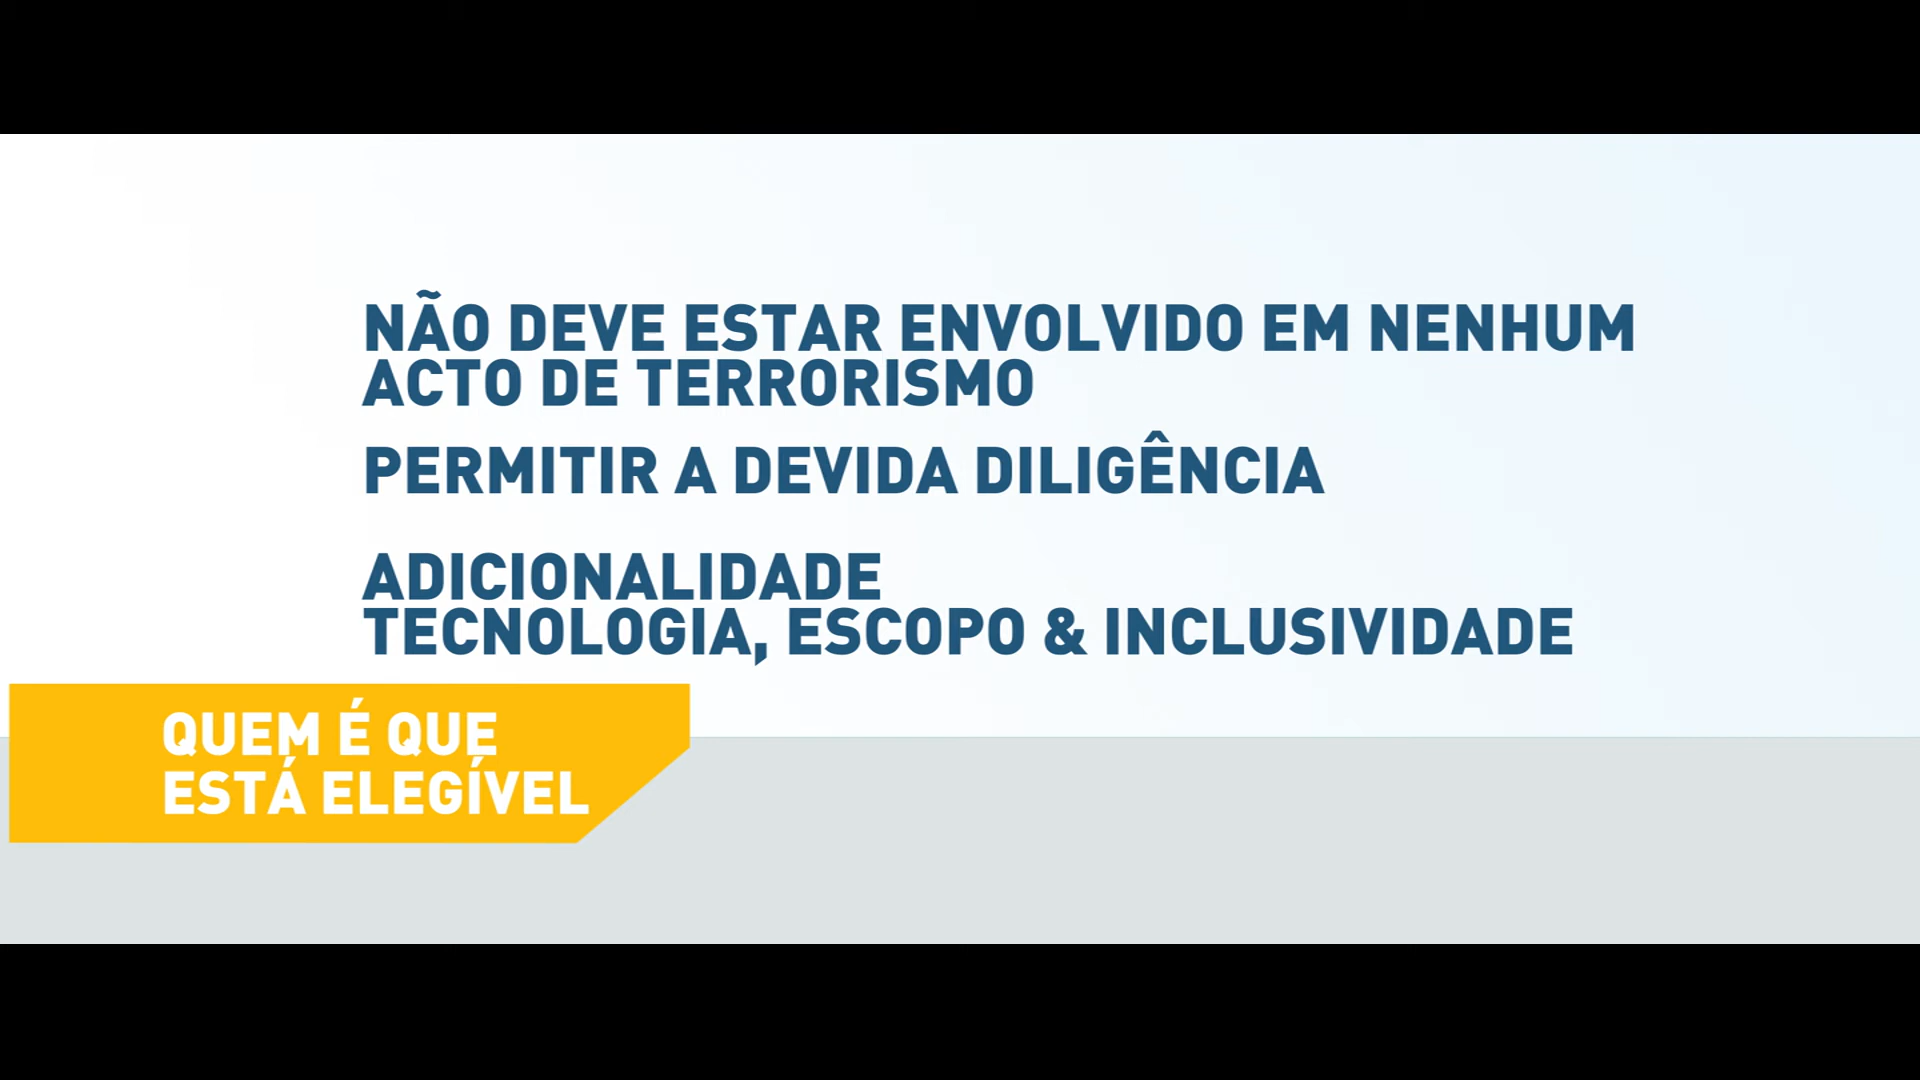 NÃO DEVE ESTAR ENVOLVIDO EM NENHUM
ACTO DE TERRORISMO
PERMITIR A DEVIDA DILIGÊNCIA
ADICIONALIDADE
TECNOLOGIA, ESCOPO & INCLUSIVIDADE
QUEM É QUE
ESTÁ ELEGÍVEL